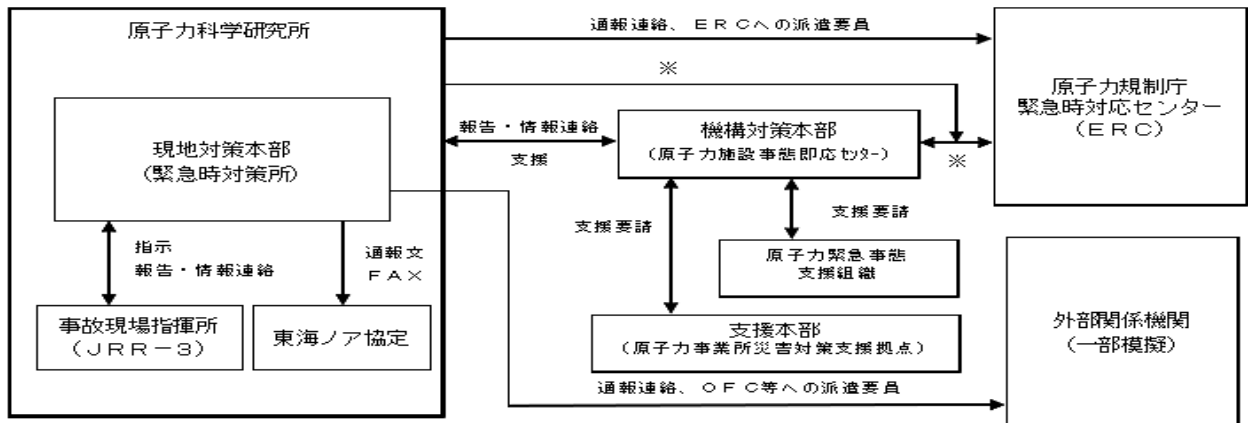 原子力科学研究所
現地対策本部
(緊急時対策所)
指示
報告・情報連絡
通報文
ＦＡＸ
事故現場指揮所
(ＪＲＲ－３)
東海ノア協定
通報連絡、ＥＲＣへの派遣要員
※
報告・情報連絡
支援
機構対策本部
(原子力施設事態即応ｾﾝﾀｰ)
※
支援要請
支援要請
原子力緊急事態
支援組織
支援本部
(原子力事業所災害対策支援拠点)
通報連絡、ＯＦＣ等への派遣要員
原子力規制庁
緊急時対応センター
(ＥＲＣ)
外部関係機関
(一部模擬)